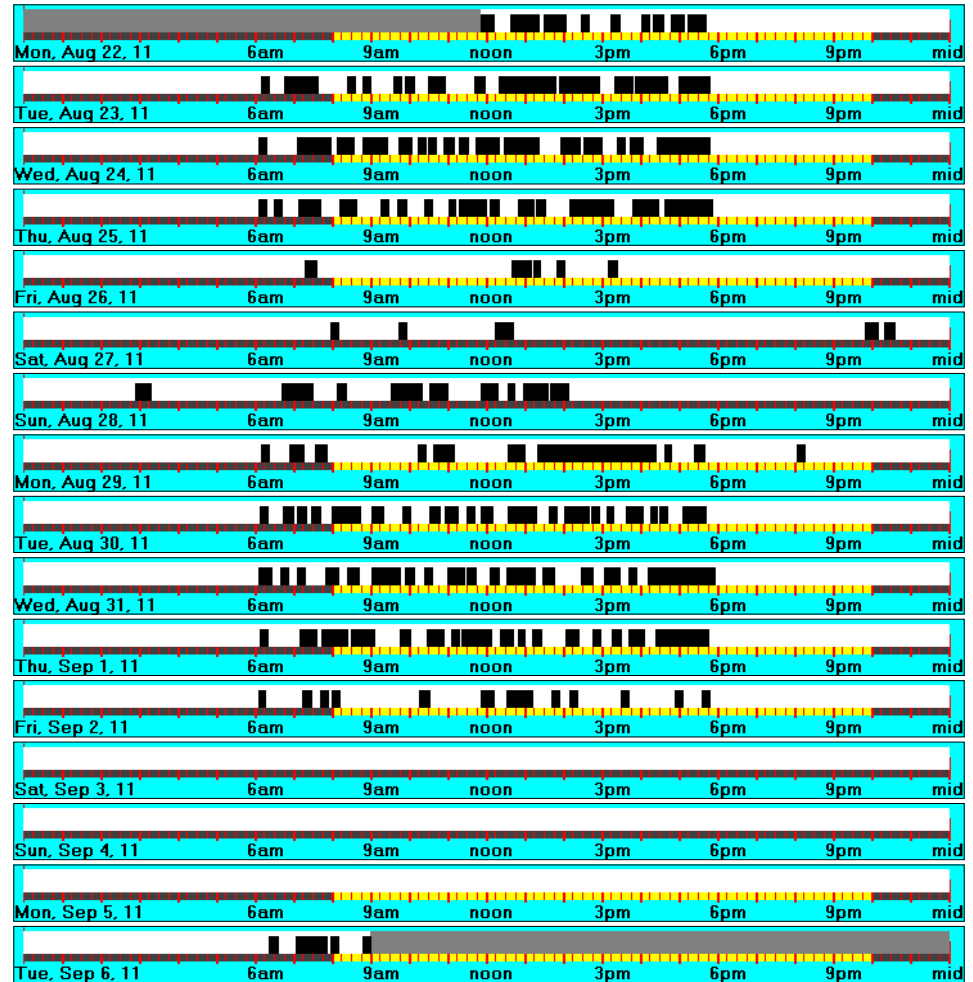 Mon, Aug 22, 11 6am 9am noon 3pm 6pm 9pm mid
Tue, Aug 23, 11 6am 9am noon 3pm 6pm 9pm mid
Wed, Aug 24, 11 6am 9am noon 3pm 6pm 9pm mid
Thu, Aug 25, 11 6am 9am noon 3pm 6pm 9pm mid
Fri, Aug 26, 11 6am 9am noon 3pm 6pm 9pm mid
Sat, Aug 27, 11 6am 9am noon 3pm 6pm 9pm mid
Sun, Aug 28, 11 6am 9am noon 3pm 6pm 9pm mid
Mon, Aug 29, 11 6am 9am noon 3pm 6pm 9pm mid
Tue, Aug 30, 11 6am 9am noon 3pm 6pm 9pm mid
Wed, Aug 31, 11 6am 9am noon 3pm 6pm 9pm mid
Thu, Sep 1, 11 6am 9am noon 3pm 6pm 9pm mid
Fri, Sep 2, 11 6am 9am noon 3pm 6pm 9pm mid
Sat, Sep 3, 11 6am 9am noon 3pm 6pm 9pm mid
Sun, Sep 4, 11 6am 9am noon 3pm 6pm 9pm mid
Mon, Sep 5, 11 6am 9am noon 3pm 6pm 9pm mid
Tue, Sep 6, 11 6am 9am noon 3pm 6pm 9pm mid